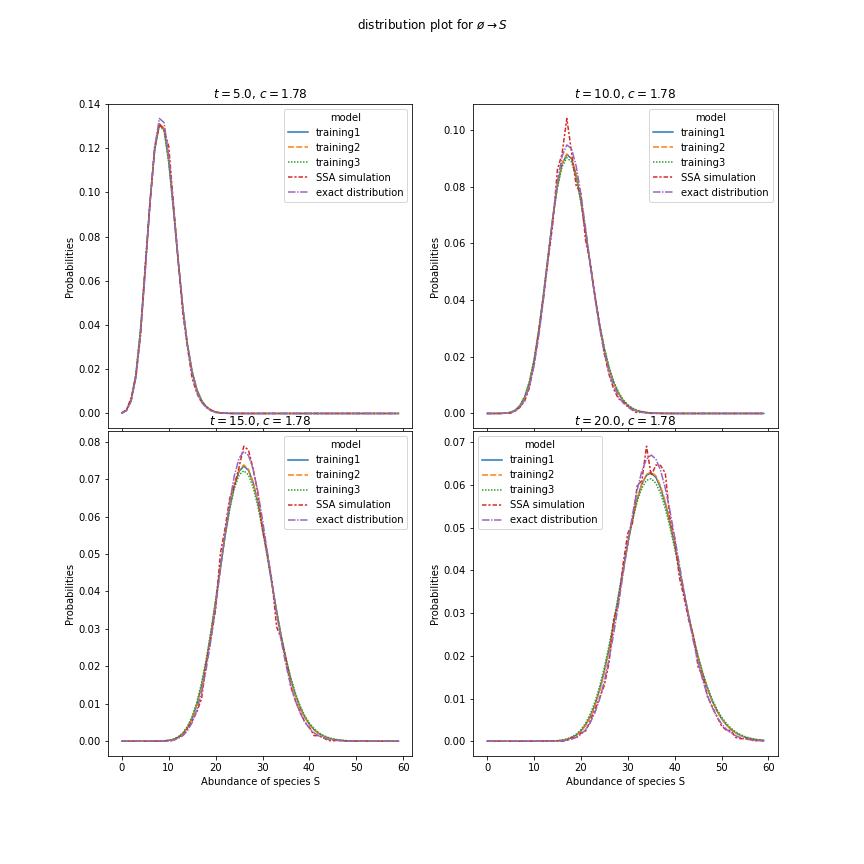 distribution plot for ø → S
t = 5.0, c = 1.78
0.14
0.12
0.10
0.08
0.06
0.04
0.02
0.00
Probabilities
model
training1
training2
training3
SSA simulation
exact distribution
t = 10.0, c = 1.78
0.10
0.08
0.06
0.04
0.02
0.00
Probabilities
model
training1
training2
training3
SSA simulation
exact distribution
t = 15.0, c = 1.78
0.08
0.07
0.06
0.05
0.04
0.03
0.02
0.01
0.00
Probabilities
model
training1
training2
training3
SSA simulation
exact distribution
0 10 20 30 40 50 60
Abundance of species S
t = 20.0, c = 1.78
0.07
0.06
0.05
0.04
0.03
0.02
0.01
0.00
Probabilities
model
training1
training2
training3
SSA simulation
exact distribution
0 10 20 30 40 50 60
Abundance of species S